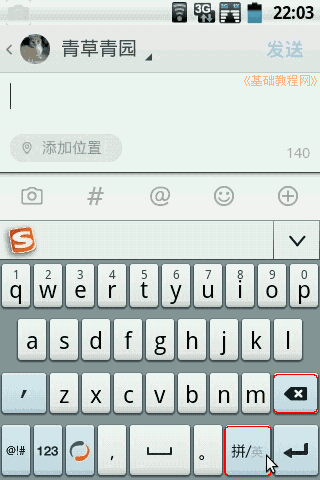 3G 22:03
青草青园 发送
《基础教程网》
添加位置 140
# @
S
1 2 3 4 5 6 7 8 9 0
q w e r t y u i o p
a s d f g h j k l
' z x c v b n m
@!# 123 , 。 拼/英